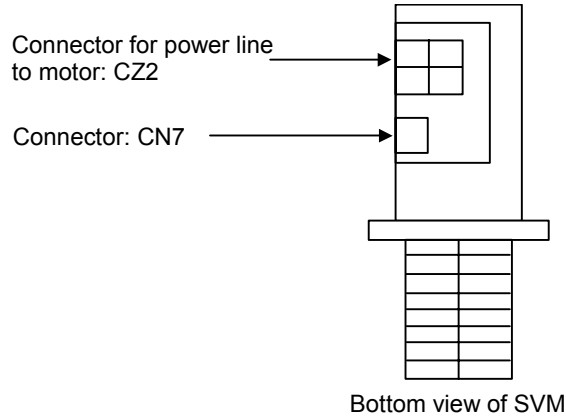 Connector for power line
to motor: CZ2
Connector: CN7
Bottom view of SVM